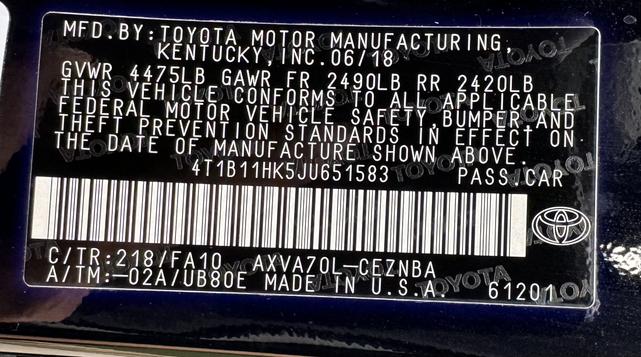 MFD.BY:TOYOTA MOTOR MANUFACTURING,
KENTUCKY,INC.06/18
GVWR 4475LB GAWR FR 2490LB RR 2420LB
THIS VEHICLE CONFORMS TO ALL APPLICABLE
FEDERAL MOTOR VEHICLE SAFETY,BUMPER AND
THEFT PREVENTION STANDARDS IN EFFECT ON
THE DATE OF MANUFACTURE SHOWN ABOVE.
4T1B11HK5JU651583 PASS.CAR
C/TR:218/FA10 AXVA70L-CEZNBA
A/TM:-02A/UB80E MADE IN U.S.A. 61201